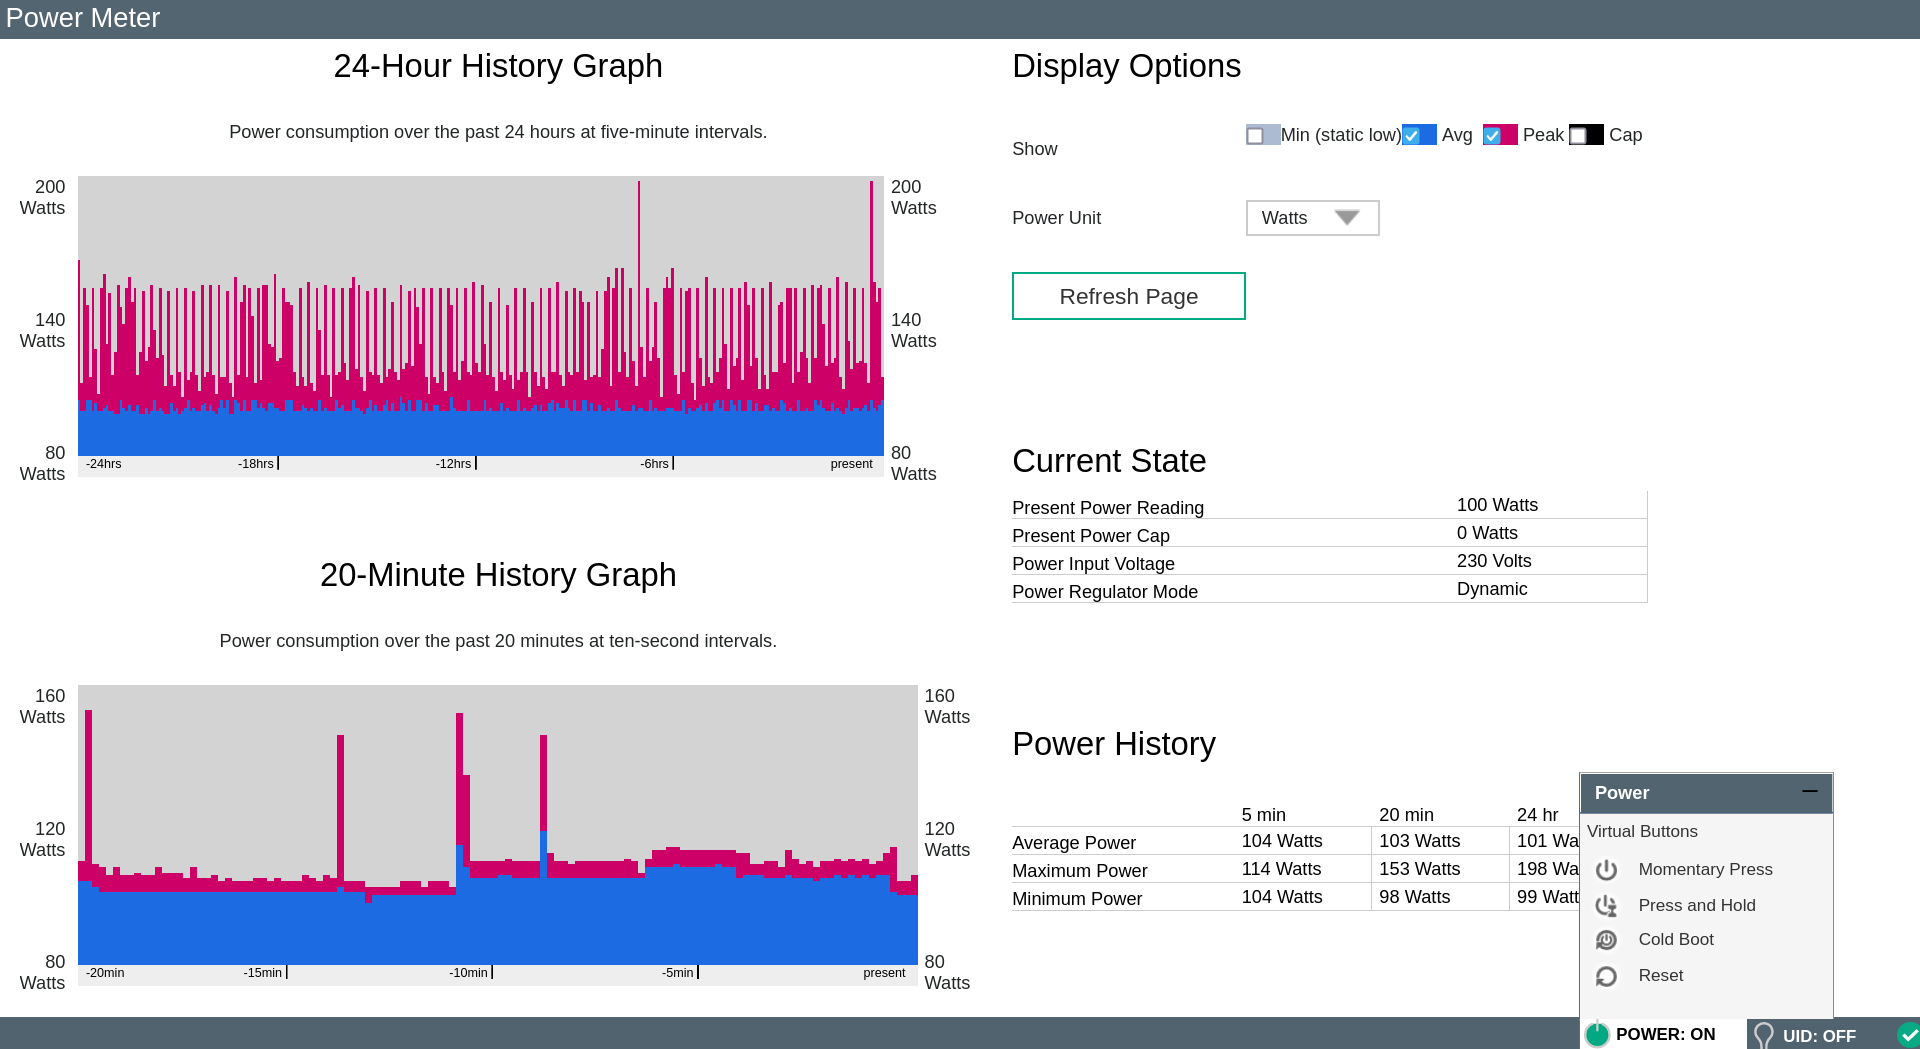 Power Meter
24-Hour History Graph
Power consumption over the past 24 hours at five-minute intervals.
200 Watts
200 Watts
140 Watts
140 Watts
80 Watts
80 Watts
-24hrs -18hrs -12hrs -6hrs present
20-Minute History Graph
Power consumption over the past 20 minutes at ten-second intervals.
160 Watts
160 Watts
120 Watts
120 Watts
80 Watts
80 Watts
-20min -15min -10min -5min present
Display Options
Show Min (static low) Avg Peak Cap
Power Unit Watts
Refresh Page
Current State
Present Power Reading 100 Watts
Present Power Cap 0 Watts
Power Input Voltage 230 Volts
Power Regulator Mode Dynamic
Power History
5 min 20 min 24 hr
Average Power 104 Watts 103 Watts 101 Wa
Maximum Power 114 Watts 153 Watts 198 Wa
Minimum Power 104 Watts 98 Watts 99 Watt
Power
Virtual Buttons
Momentary Press
Press and Hold
Cold Boot
Reset
POWER: ON UID: OFF